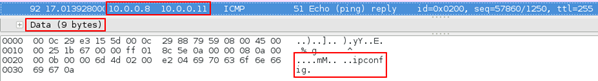 92 17.013928000 10.0.0.8 10.0.0.11 ICMP 51 Echo (ping) reply id=0x0200, seq=57860/1250, ttl=255
Data (9 bytes)
0000 00 0c 29 e3 15 5d 00 0c 29 88 79 59 08 00 45 00 ..)..].. ).yY..E.
0010 00 25 1b 67 00 00 ff 01 8c 5e 0a 00 00 08 0a 00 .%.g.... .^......
0020 00 0b 00 00 6d 4d 02 00 e2 04 69 70 63 6f 6e 66 ....mM.. ..ipconf
0030 69 67 0a ig.